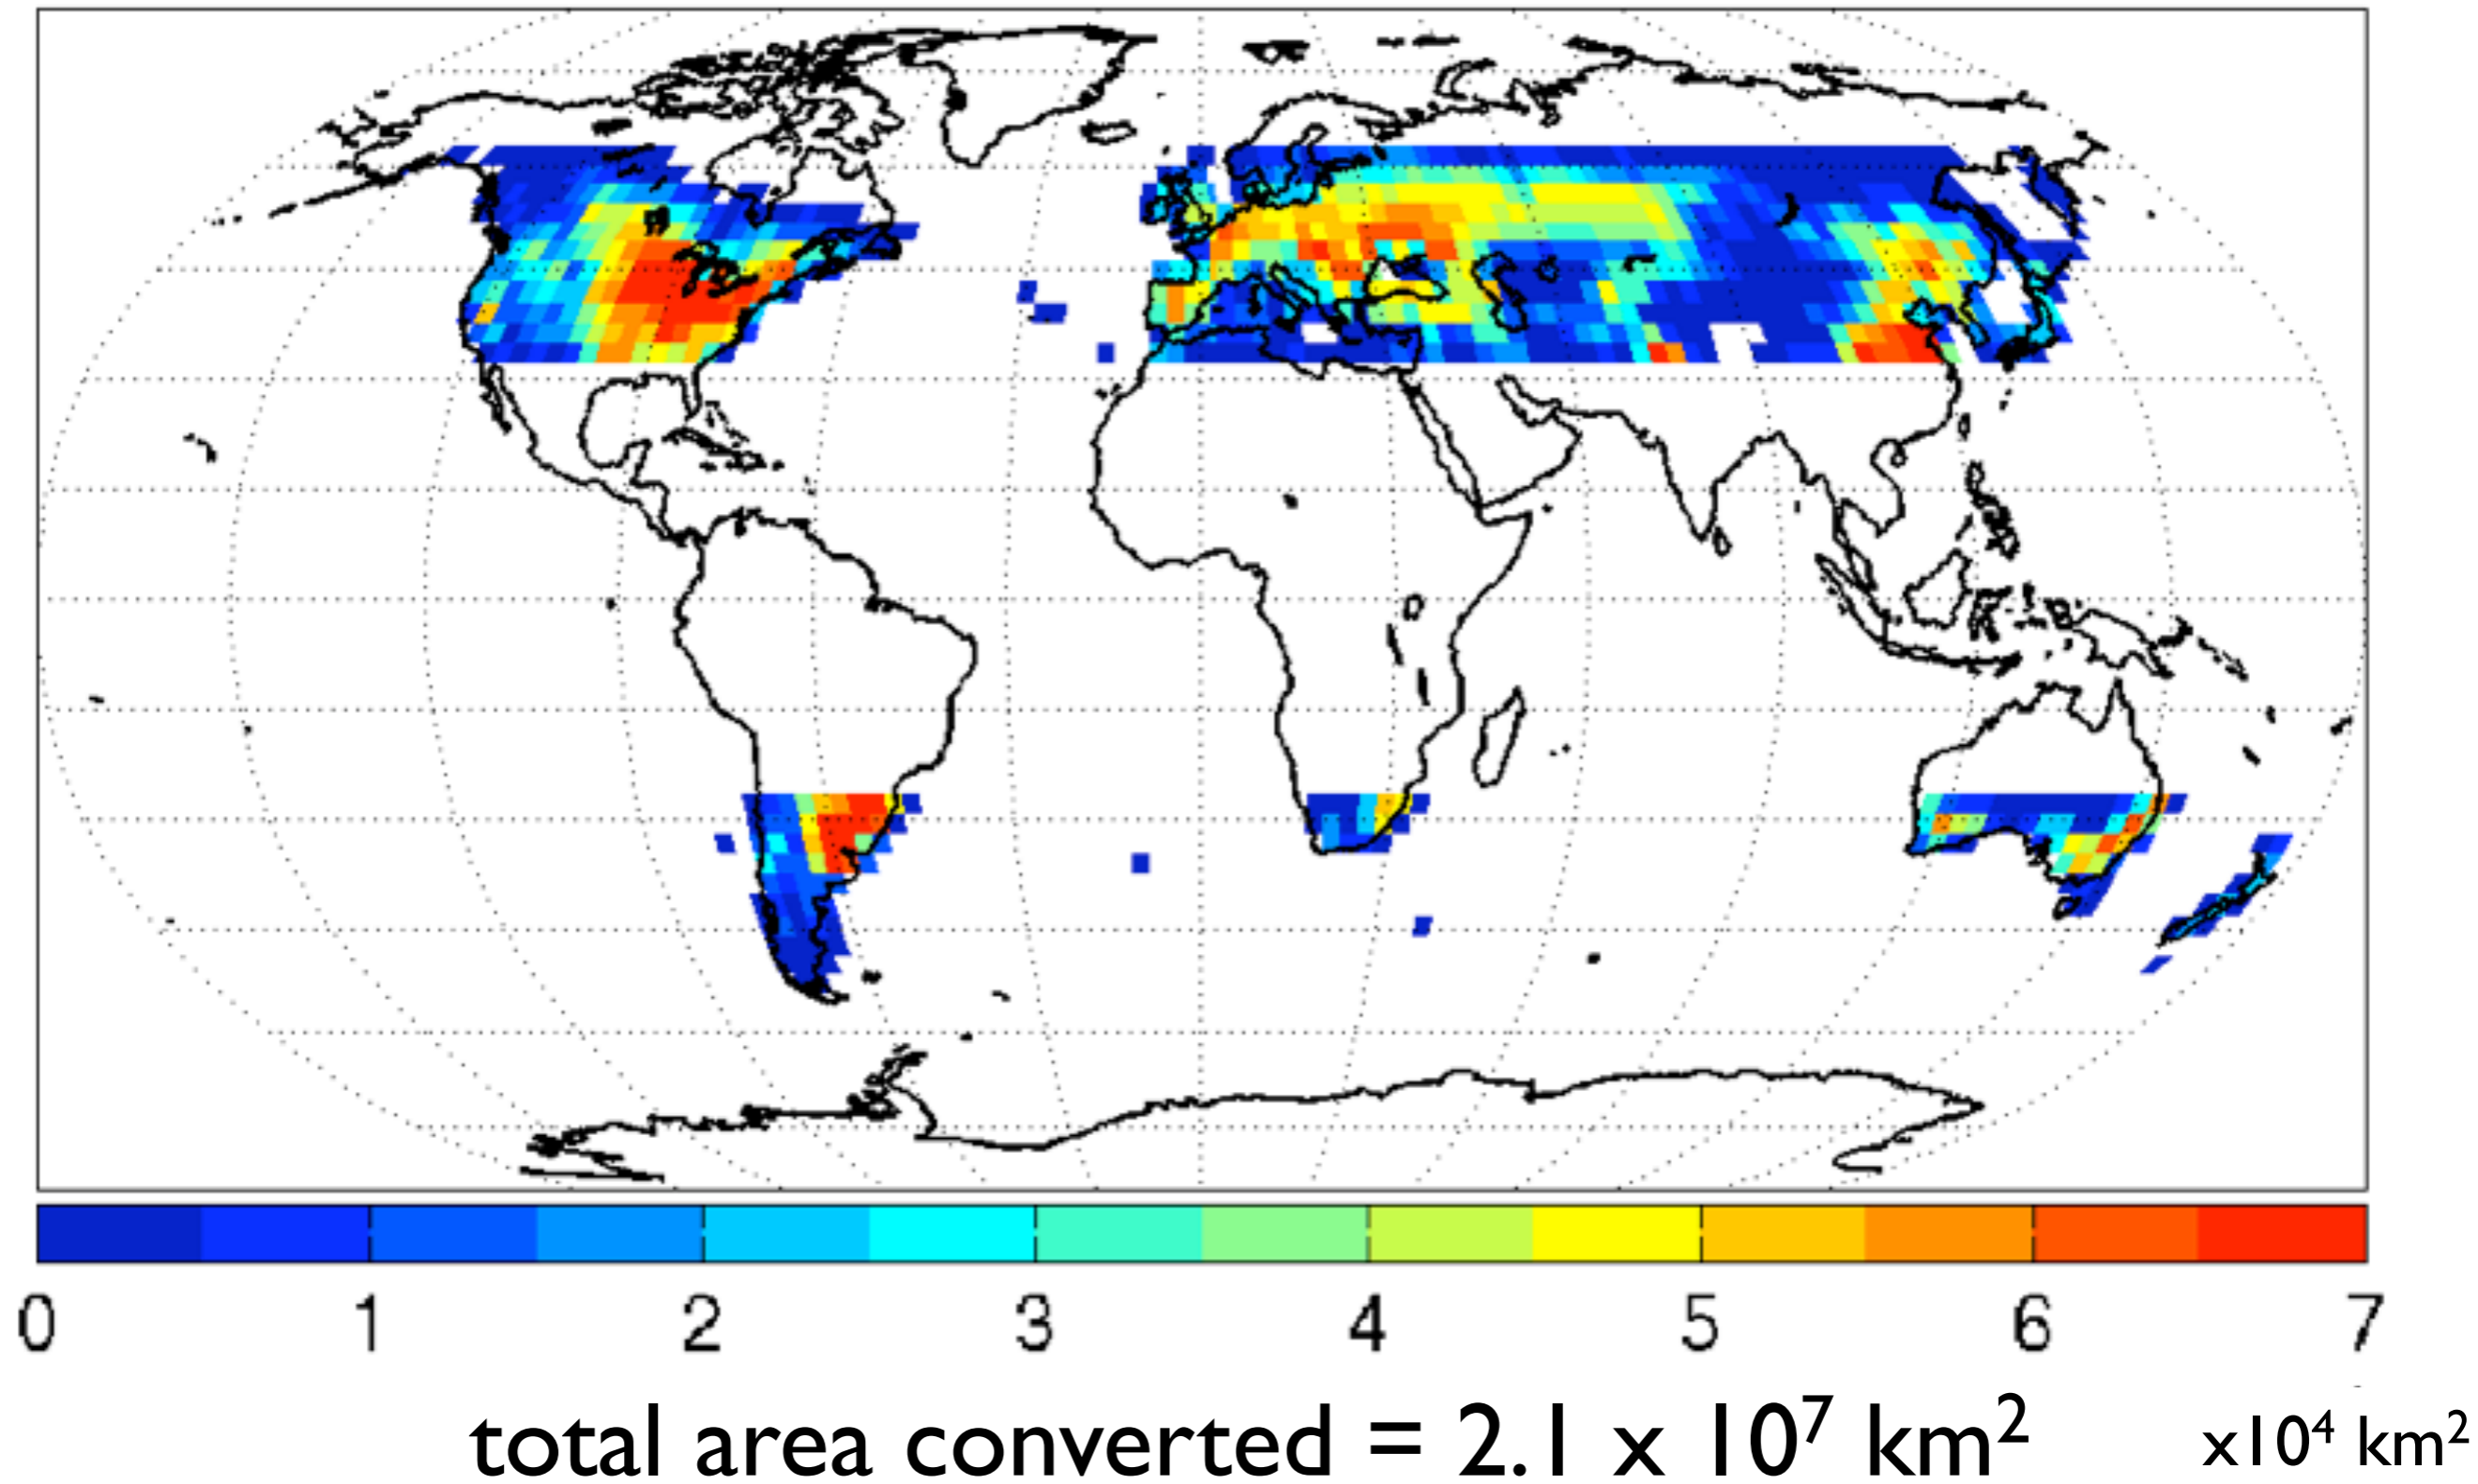 0 1 2 3 4 5 6 7
total area converted = 2.1 x 10⁷ km² x10⁴ km²